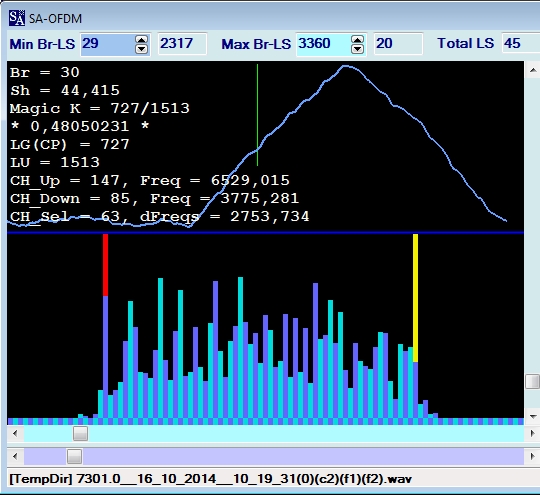 SA SA-OFDM
Min Br-LS 29 2317 Max Br-LS 3360 20 Total LS 45
Br = 30
Sh = 44,415
Magic K = 727/1513
* 0,48050231 *
LG(CP) = 727
LU = 1513
CH_Up = 147, Freq = 6529,015
CH_Down = 85, Freq = 3775,281
CH_Sel = 63, dFreqs = 2753,734
[TempDir] 7301.0__16_10_2014__10_19_31(0)(c2)(f1)(f2).wav